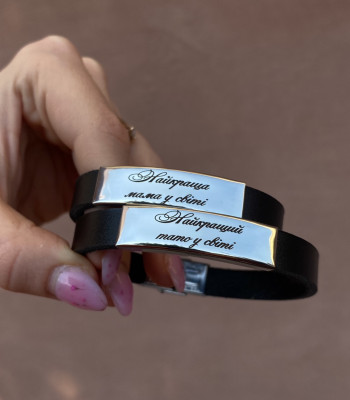 Найкраща
мама у світі
Найкращий
тато у світі